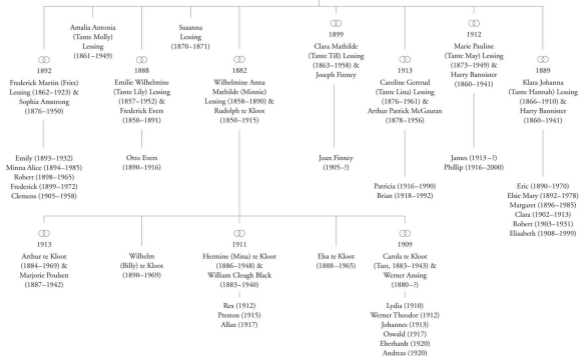 Amalia Antonia
(Tante Molly)
Lessing
(1861–1949)
Susanna
Lessing
(1870–1871)
1899
Clara Mathilde
(Tante Till) Lessing
(1863–1958) &
Joseph Finney
1912
Marie Pauline
(Tante May) Lessing
(1873–1949) &
Harry Bannister
(1860–1941)
1892
Frederick Martin (Fritz)
Lessing (1862–1923) &
Sophia Amstrong
(1876–1950)
1888
Emilie Wilhelmine
(Tante Lily) Lessing
(1857–1952) &
Frederick Evers
(1850–1891)
1882
Wilhelmine Anna
Mathilde (Minnie)
Lessing (1858–1890) &
Rudolph te Kloot
(1850–1915)
1913
Caroline Gertrud
(Tante Lina) Lessing
(1876–1961) &
Arthur Patrick McGauran
(1878–1956)
1889
Klara Johanna
(Tante Hannah) Lessing
(1866–1910) &
Harry Bannister
(1860–1941)
Emily (1893–1932)
Minna Alice (1894–1985)
Robert (1898–1965)
Frederick (1899–1972)
Clemens (1905–1958)
Otto Evers
(1890–1916)
Joan Finney
(1905–?)
James (1913–?)
Phillip (1916–2000)
Patricia (1916–1990)
Brian (1918–1992)
Eric (1890–1970)
Elsie Mary (1892–1978)
Margaret (1896–1985)
Clara (1902–1913)
Robert (1903–1931)
Elisabeth (1908–1999)
1913
Arthur te Kloot
(1884–1969) &
Marjorie Poulsen
(1887–1942)
Wilhelm
(Billy) te Kloot
(1890–1969)
1911
Hermine (Mina) te Kloot
(1886–1948) &
William Clough Black
(1883–1940)
Elsa te Kloot
(1888–1965)
1909
Carola te Kloot
(Tarn, 1883–1943) &
Werner Ansing
(1880–?)
Rex (1912)
Preston (1915)
Allan (1917)
Lydia (1910)
Werner Theodor (1912)
Johannes (1913)
Oswald (1917)
Eberhardt (1920)
Andreas (1920)